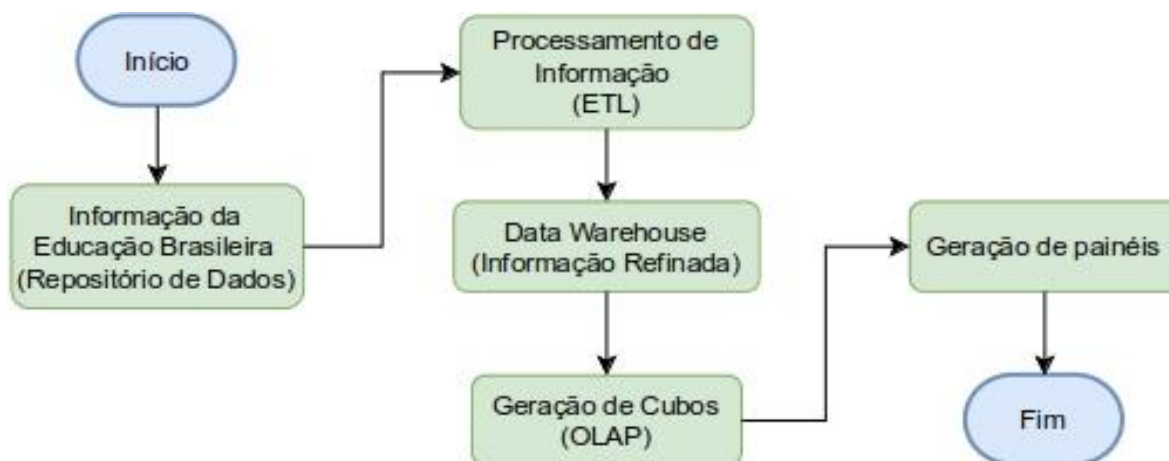 Início
Informação da
Educação Brasileira
(Repositório de Dados)
Processamento de
Informação
(ETL)
Data Warehouse
(Informação Refinada)
Geração de Cubos
(OLAP)
Geração de painéis
Fim